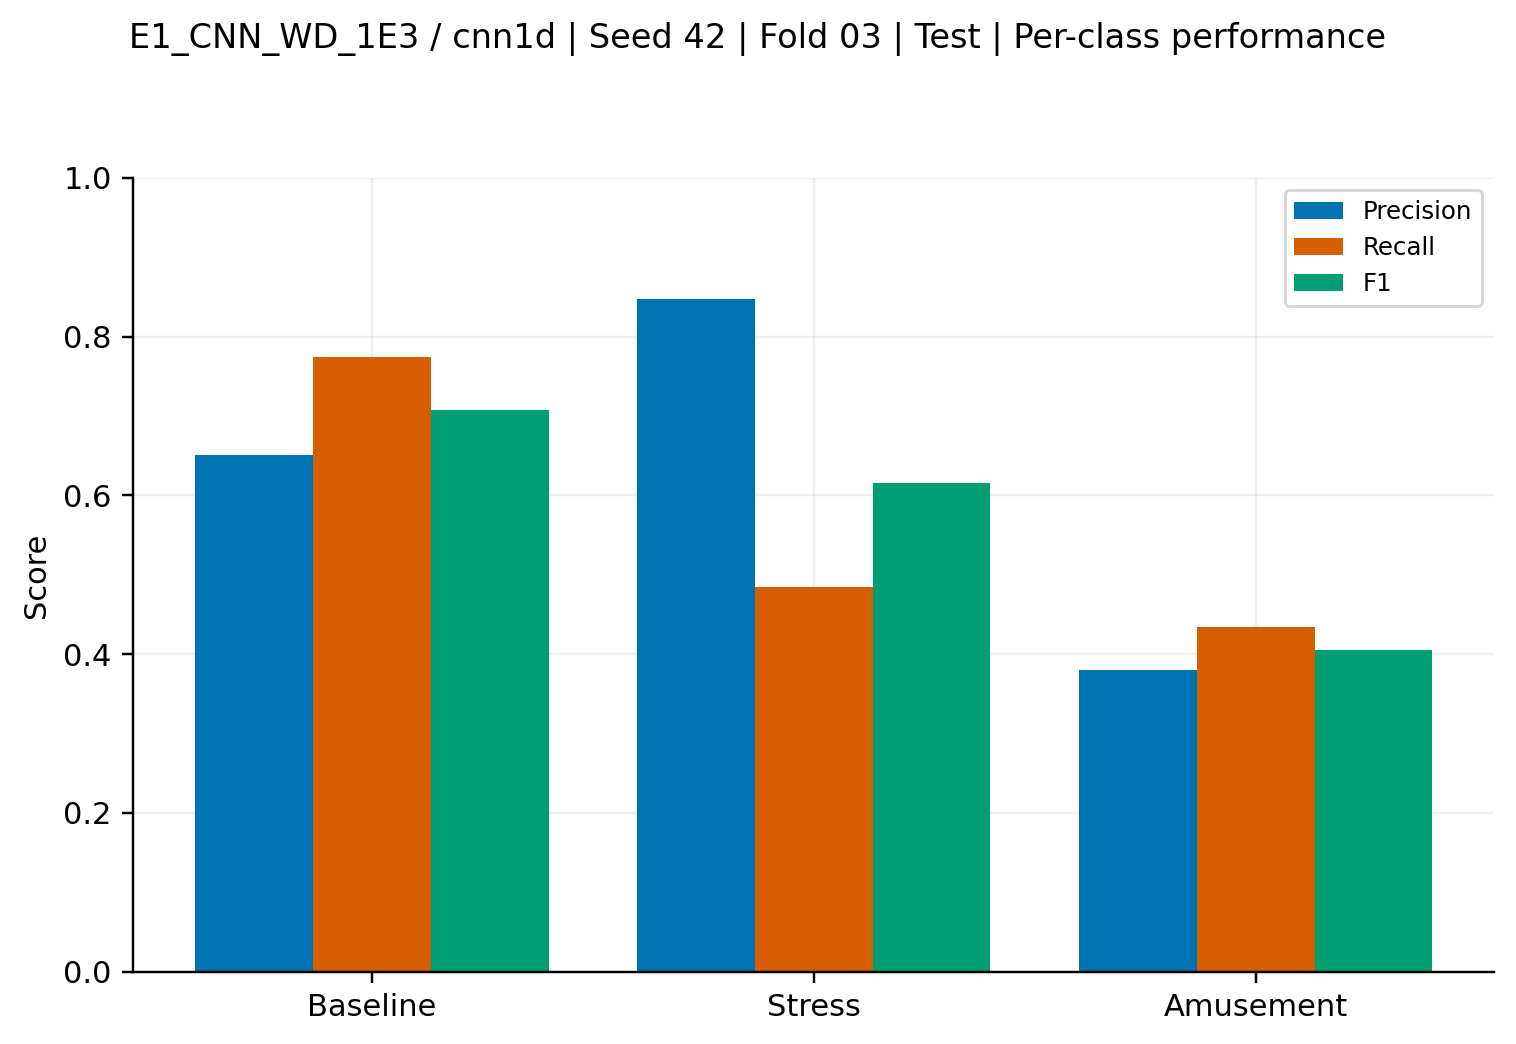 E1_CNN_WD_1E3 / cnn1d | Seed 42 | Fold 03 | Test | Per-class performance
1.0
0.8
0.6
0.4
0.2
0.0
Score
Precision
Recall
F1
Baseline
Stress
Amusement